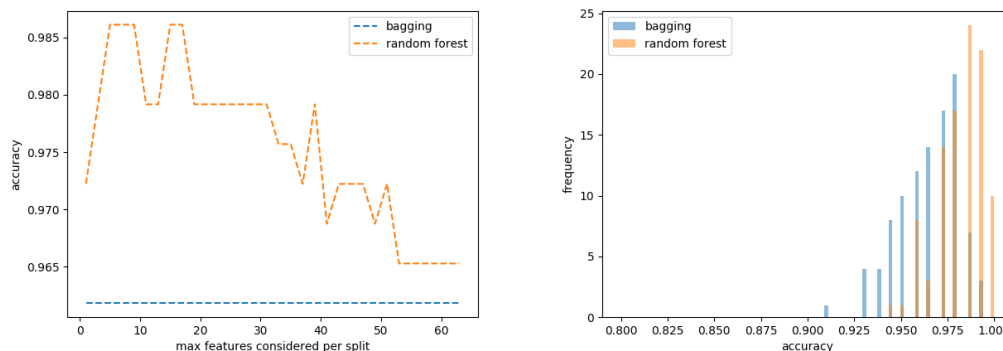 0.985
0.980
0.975
0.970
0.965
accuracy
0 10 20 30 40 50 60
max features considered per split
bagging
random forest
25
20
15
10
5
0
frequency
0.800 0.825 0.850 0.875 0.900 0.925 0.950 0.975 1.00
accuracy
bagging
random forest